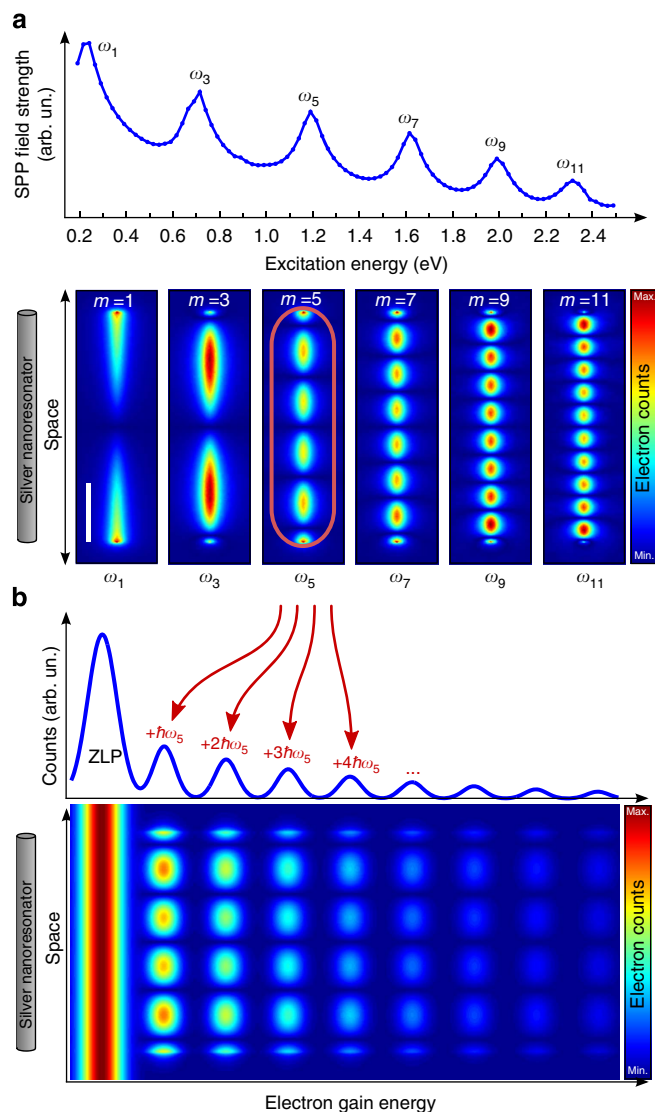 a
ω1
ω3
ω5
ω7
ω9
ω11
SPP field strength
(arb. un.)
0.2 0.4 0.6 0.8 1.0 1.2 1.4 1.6 1.8 2.0 2.2 2.4
Excitation energy (eV)
m =1 m =3 m =5 m =7 m =9 m =11
Silver nanoresonator
Space
Max.
Electron counts
Min.
ω1 ω3 ω5 ω7 ω9 ω11
b
Counts (arb. un.)
ZLP
+ħω5
+2ħω5
+3ħω5
+4ħω5
...
Silver nanoresonator
Space
Max.
Electron counts
Min.
Electron gain energy